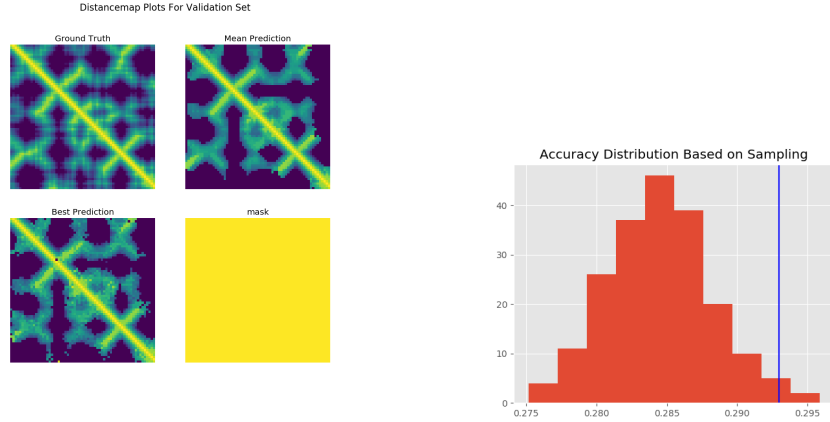 Distancemap Plots For Validation Set
Ground Truth
Mean Prediction
Best Prediction
mask
Accuracy Distribution Based on Sampling
40
30
20
10
0
0.275 0.280 0.285 0.290 0.295